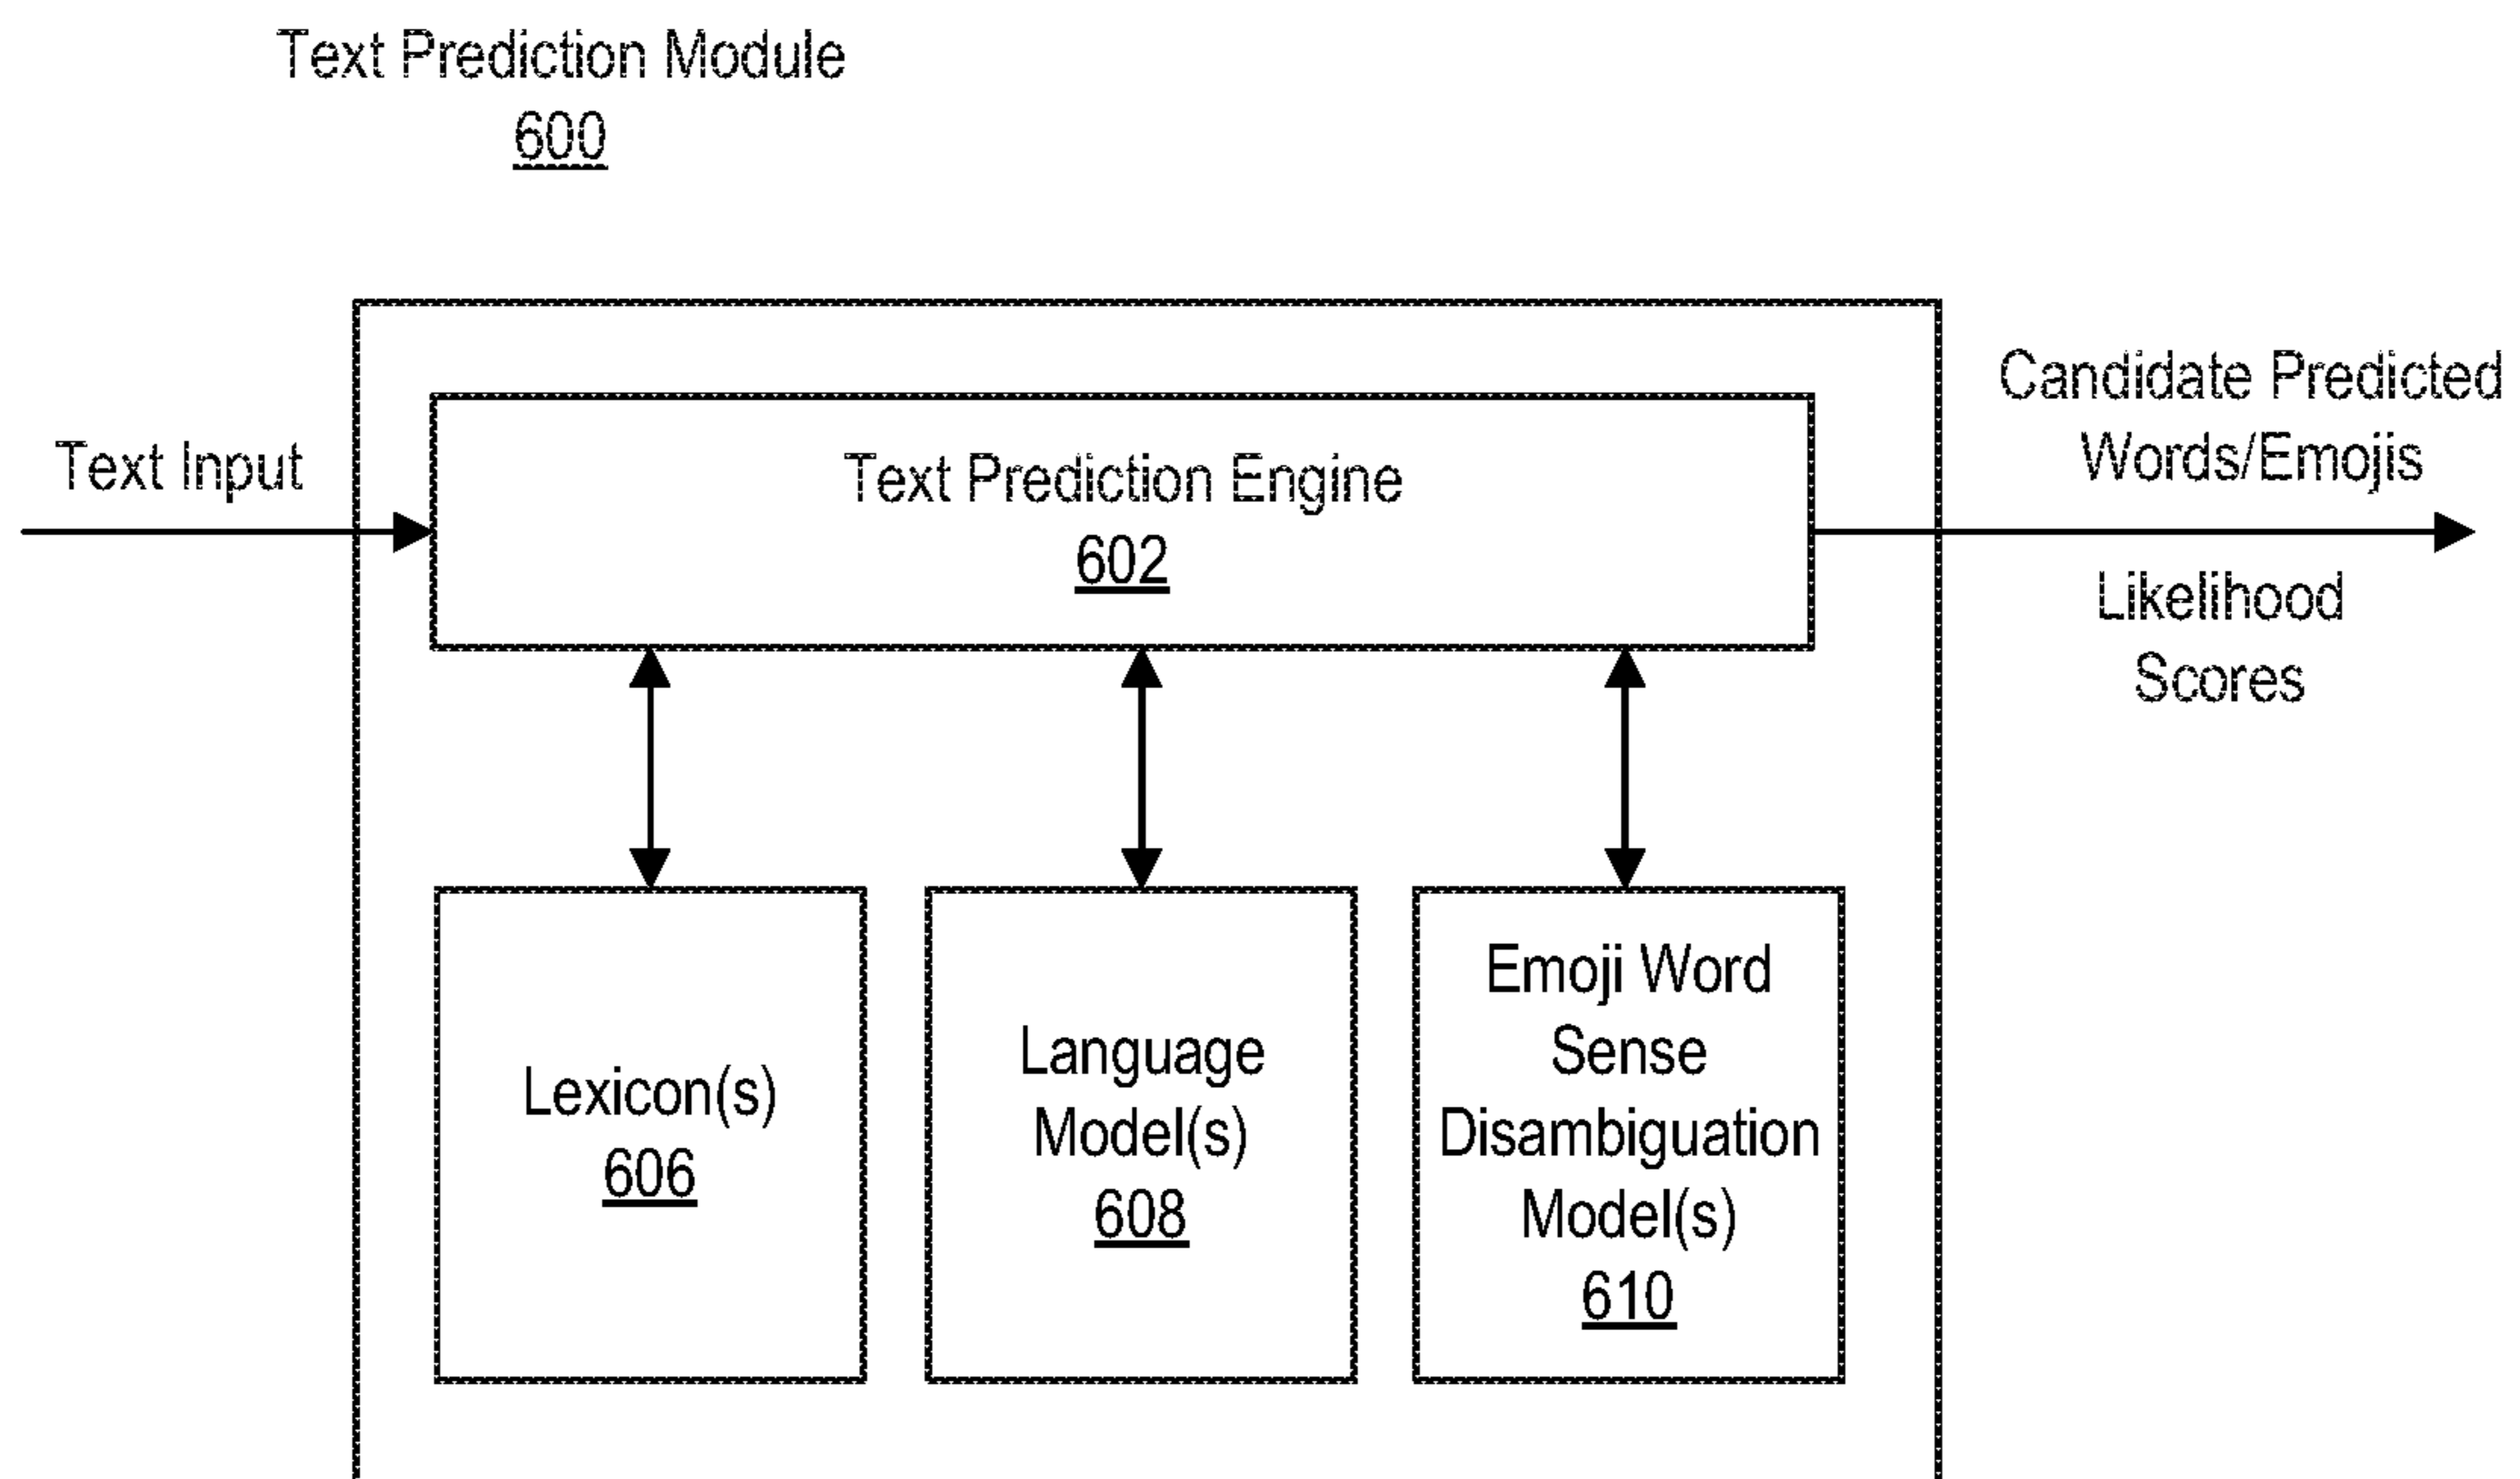 Text Prediction Module
600
Text Input
Text Prediction Engine
602
Candidate Predicted
Words/Emojis
Likelihood
Scores
Lexicon(s)
606
Language
Model(s)
608
Emoji Word
Sense
Disambiguation
Model(s)
610